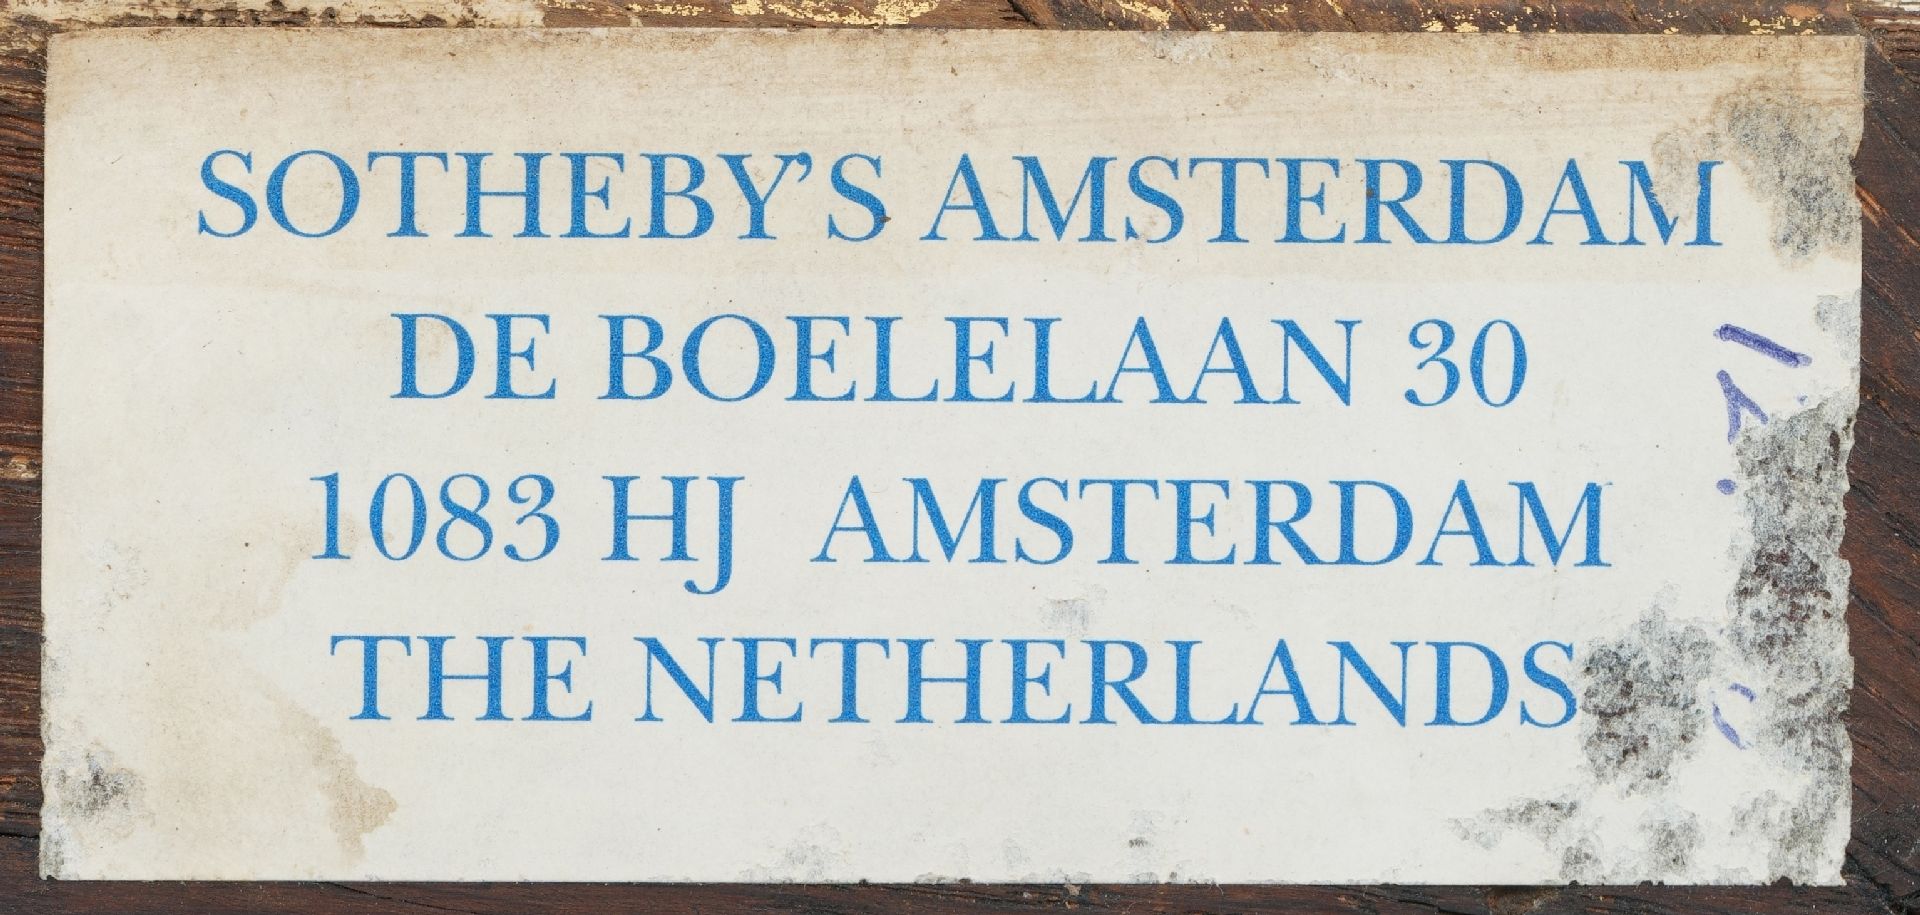 SOTHEBY'S AMSTERDAM
DE BOELELAAN 30
1083 HJ AMSTERDAM
THE NETHERLANDS